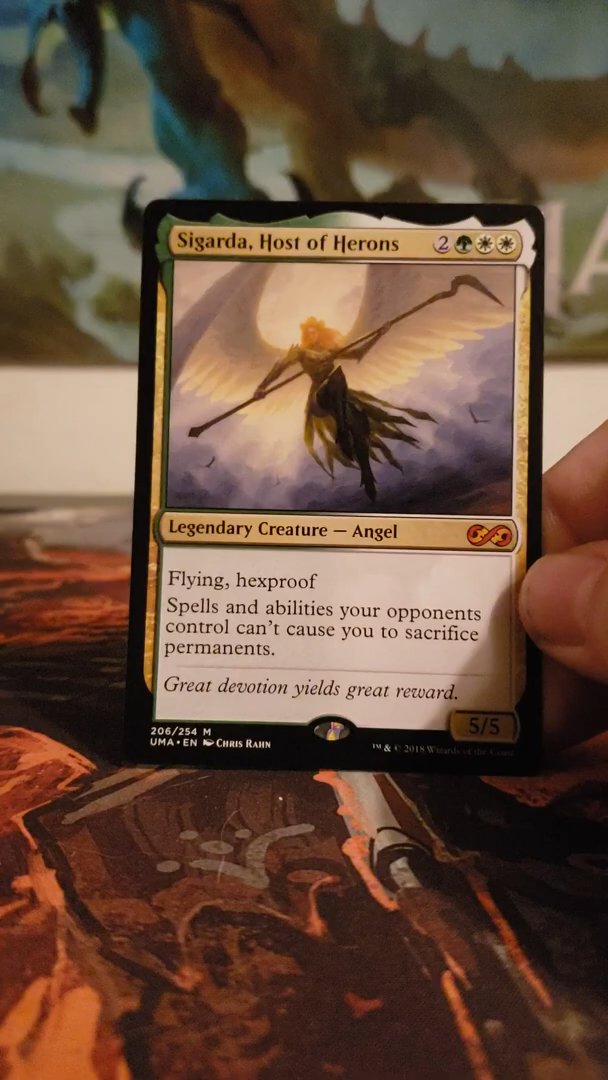 Sigarda, Host of Herons 2
Legendary Creature — Angel
Flying, hexproof
Spells and abilities your opponents
control can't cause you to sacrifice
permanents.
Great devotion yields great reward.
5/5
206/254 M
UMA • EN Chris Rahn
™ & © 2018 Wizards of the Coast